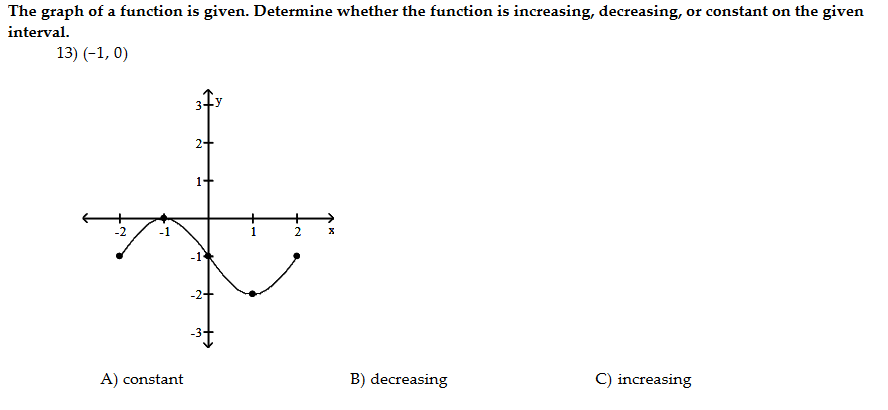 The graph of a function is given. Determine whether the function is increasing, decreasing, or constant on the given
interval.
13) (-1, 0)
3 y
2
1
-2 -1 1 2 x
-1
-2
-3
A) constant B) decreasing C) increasing